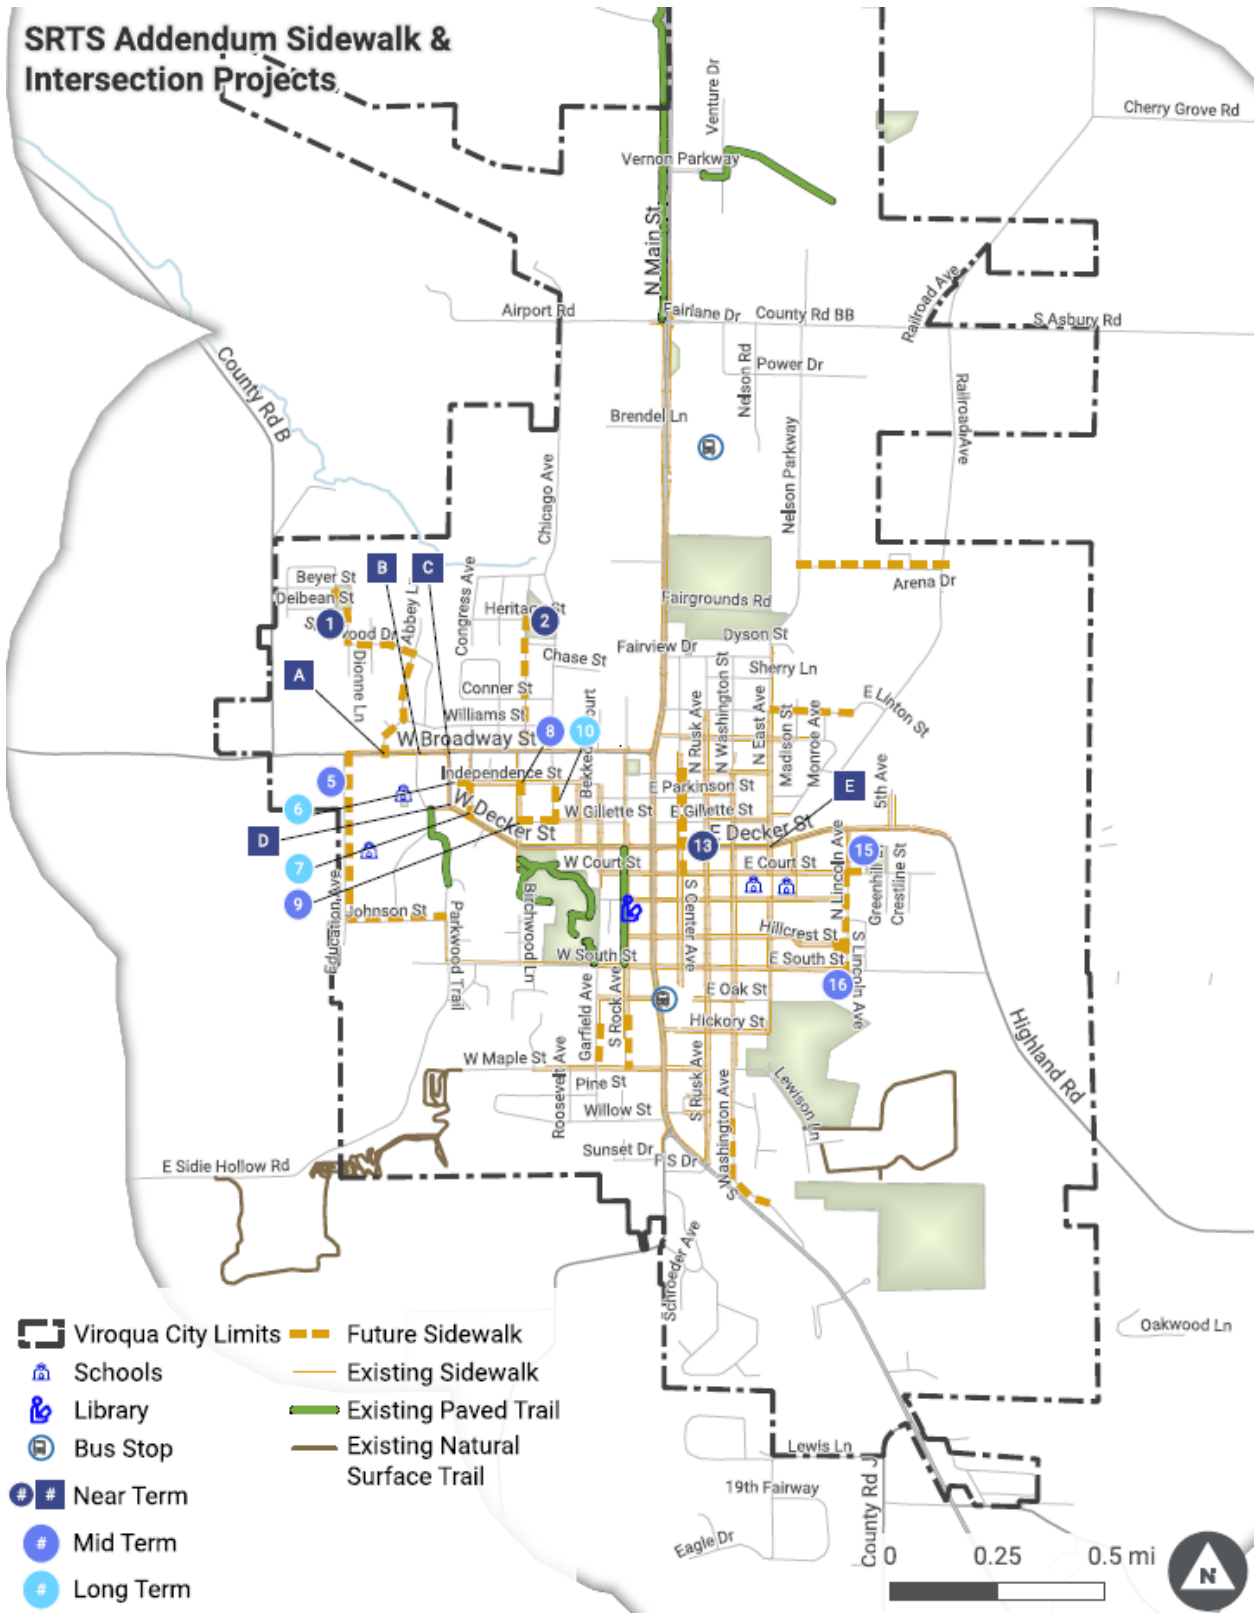 SRTS Addendum Sidewalk &
Intersection Projects
Cherry Grove Rd
Venture Dr
Vernon Parkway
N Main St
Railroad Ave
Airport Rd
Fairlane Dr
County Rd BB
S Asbury Rd
County Rd B
Power Dr
Nelson Rd
Brendel Ln
Railroad Ave
Nelson Parkway
Chicago Ave
B
C
Beyer St
Delbean St
Congress Ave
Arena Dr
1
Heritage St
2
Fairgrounds Rd
Dyson St
Fairview Dr
Chase St
Sherry Ln
A
Dionne Ln
Conner St
N Rusk Ave
N Washington St
N East Ave
E Linton St
Williams St
Madison St
Monroe Ave
W Broadway St
8
10
5
Independence St
E Parkinson St
E
5th Ave
6
W Decker St
W Gillette St
E Gillette St
E Decker St
D
13
15
7
W Court St
E Court St
N Lincoln Ave
Crestline St
9
Johnson St
Education Ave
Parkwood Trail
Birchwood Ln
S Center Ave
Hillcrest St
W South St
E South St
S Lincoln Ave
16
Garfield Ave
S Rock Ave
E Oak St
Hickory St
Highland Rd
W Maple St
Roosevelt Ave
Pine St
Willow St
S Rusk Ave
S Washington Ave
Lewison Ln
Sunset Dr
F S Dr
E Sidie Hollow Rd
Schroeder Ave
Oakwood Ln
Viroqua City Limits
Future Sidewalk
Schools
Existing Sidewalk
Library
Existing Paved Trail
Bus Stop
Existing Natural
Surface Trail
# # Near Term
# Mid Term
# Long Term
Lewis Ln
19th Fairway
Eagle Dr
County Rd J
0 0.25 0.5 mi
N